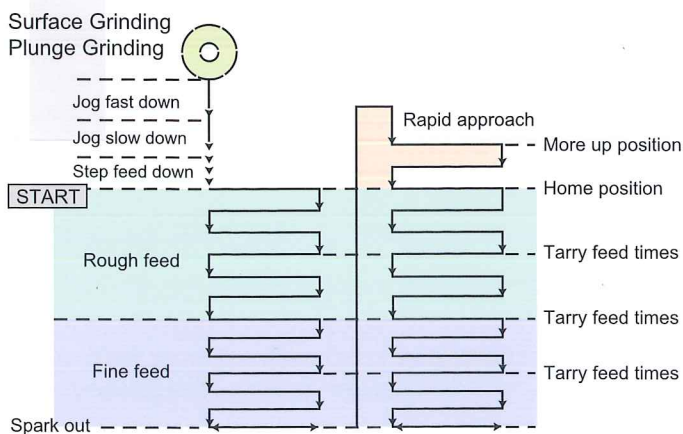 Surface Grinding
Plunge Grinding
Jog fast down
Jog slow down
Step feed down
START
Rough feed
Fine feed
Spark out
Rapid approach
More up position
Home position
Tarry feed times
Tarry feed times
Tarry feed times